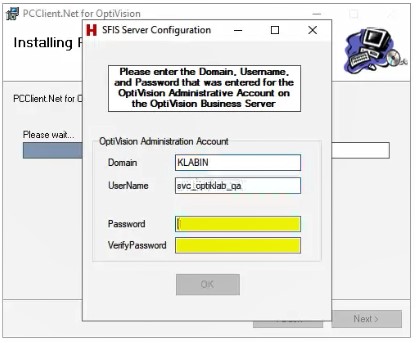 PCClient.Net for OptiVision
SFIS Server Configuration
Installing
Please enter the Domain, Username,
and Password that was entered for the
OptiVision Administrative Account on
the OptiVision Business Server
PCClient.Net for
Please wait...
OptiVision Administration Account
Domain
KLABIN
UserName
svc_optiklab_qa
Password
VerifyPassword
OK
Next >